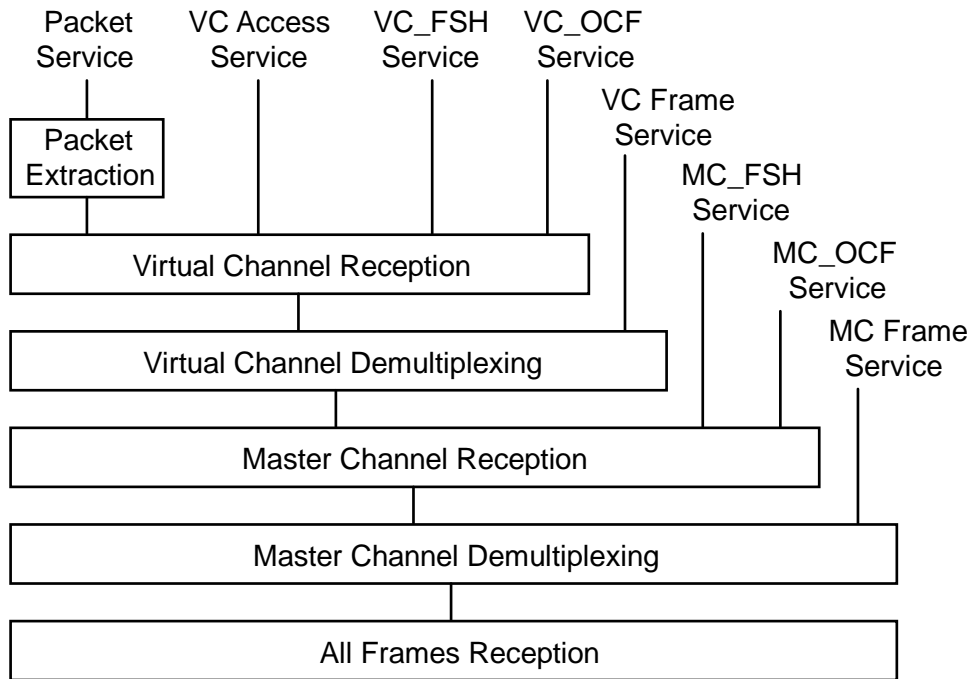 Packet
Service
VC Access
Service
VC_FSH
Service
VC_OCF
Service
VC Frame
Service
Packet
Extraction
MC_FSH
Service
Virtual Channel Reception
MC_OCF
Service
MC Frame
Service
Virtual Channel Demultiplexing
Master Channel Reception
Master Channel Demultiplexing
All Frames Reception